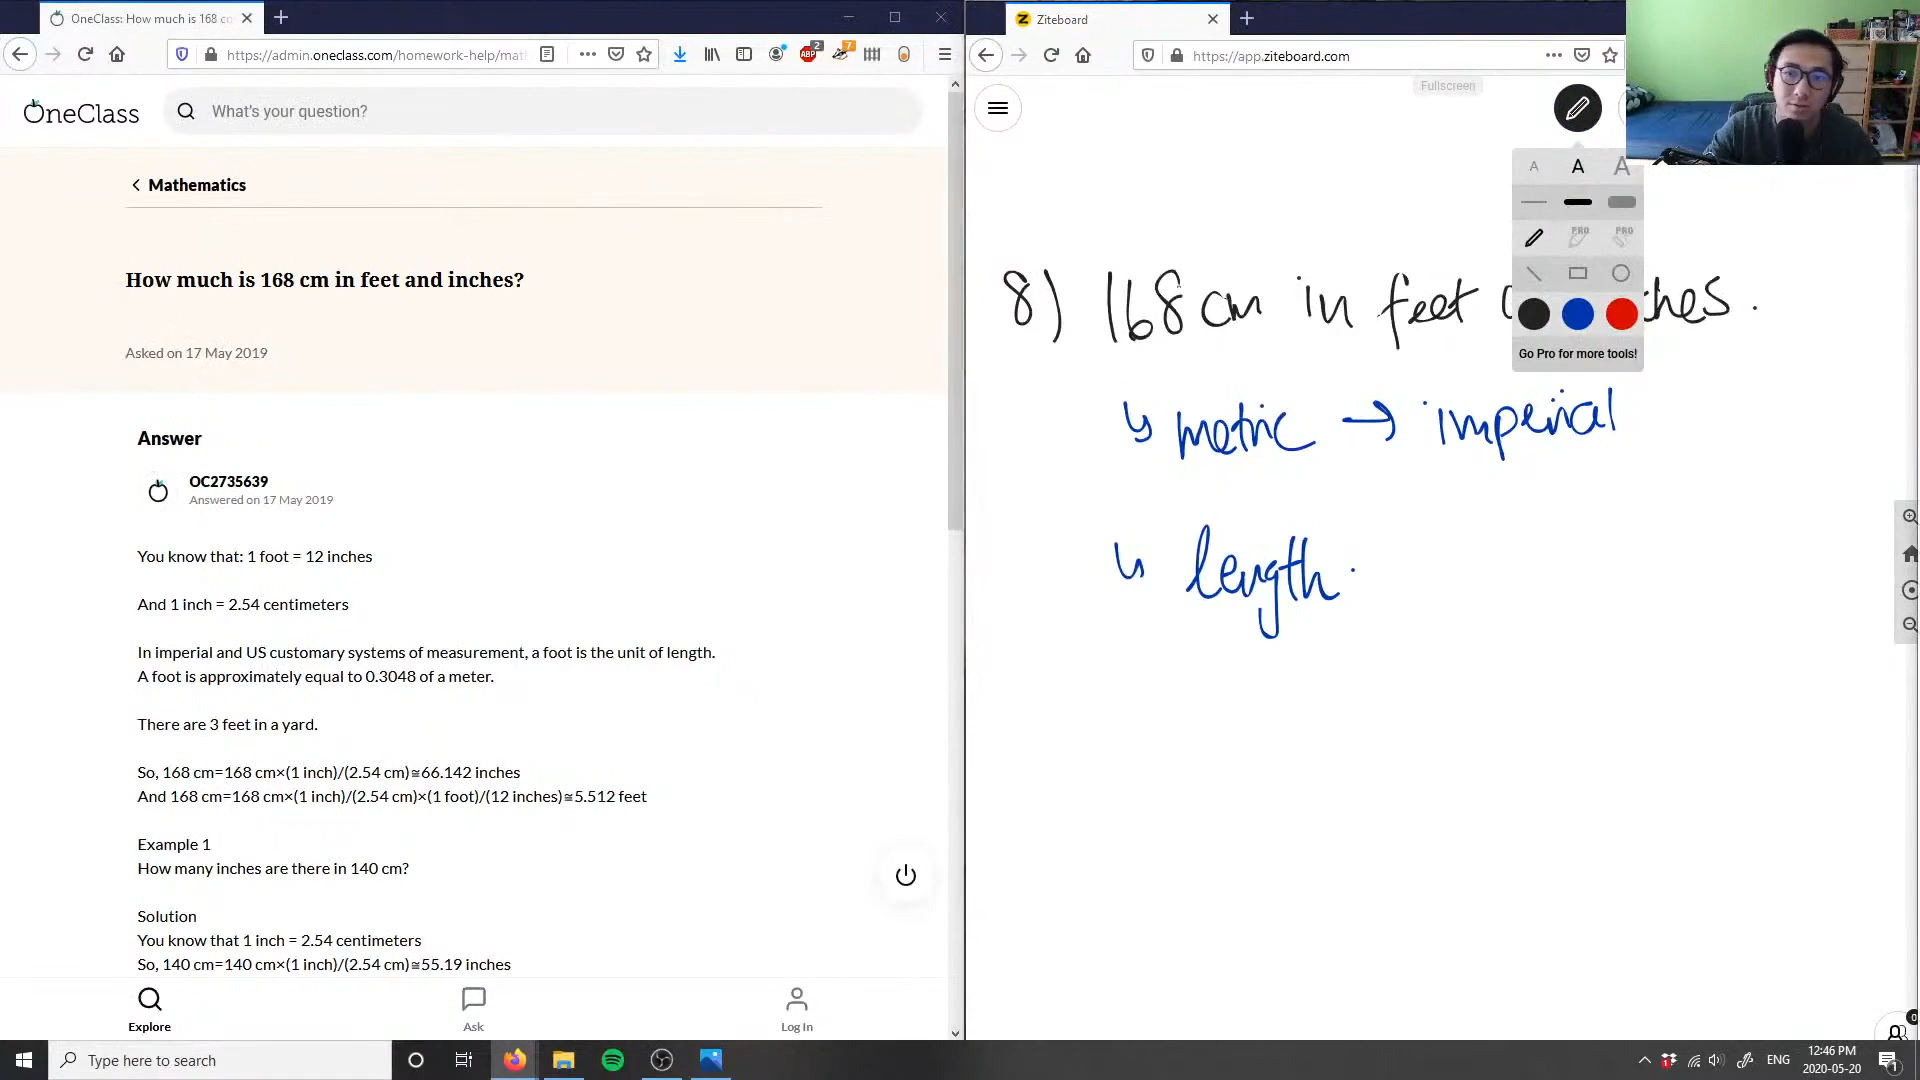 OneClass: How much is 168 c
https://admin.oneclass.com/homework-help/mat
ABP
2
7
OneClass
What's your question?
Mathematics
How much is 168 cm in feet and inches?
Asked on 17 May 2019
Answer
OC2735639
Answered on 17 May 2019
You know that: 1 foot = 12 inches
And 1 inch = 2.54 centimeters
In imperial and US customary systems of measurement, a foot is the unit of length.
A foot is approximately equal to 0.3048 of a meter.
There are 3 feet in a yard.
So, 168 cm=168 cm×(1 inch)/(2.54 cm)≅66.142 inches
And 168 cm=168 cm×(1 inch)/(2.54 cm)×(1 foot)/(12 inches)≅5.512 feet
Example 1
How many inches are there in 140 cm?
Solution
You know that 1 inch = 2.54 centimeters
So, 140 cm=140 cm×(1 inch)/(2.54 cm)≅55.19 inches
Explore
Ask
Log In
Z Ziteboard
https://app.ziteboard.com
Fullscreen
A A A
PRO PRO
Go Pro for more tools!
8) 168 cm in feet ches.
↳ metric → imperial
↳ length.
0
Type here to search
ENG
12:46 PM
2020-05-20
1